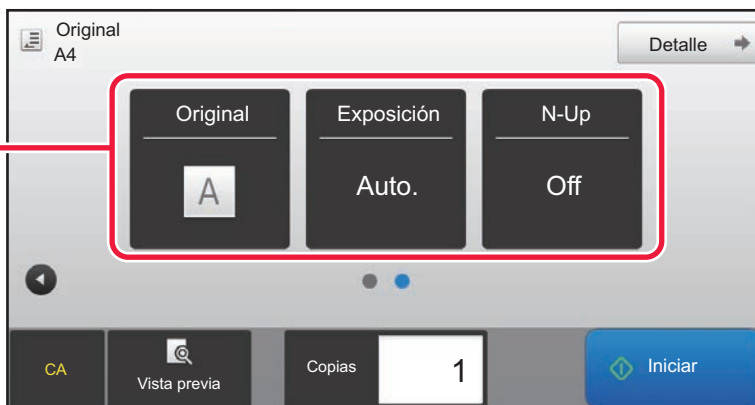 Original
A4
Detalle
Original
Exposición
N-Up
A
Auto.
Off
CA
Vista previa
Copias
1
Iniciar